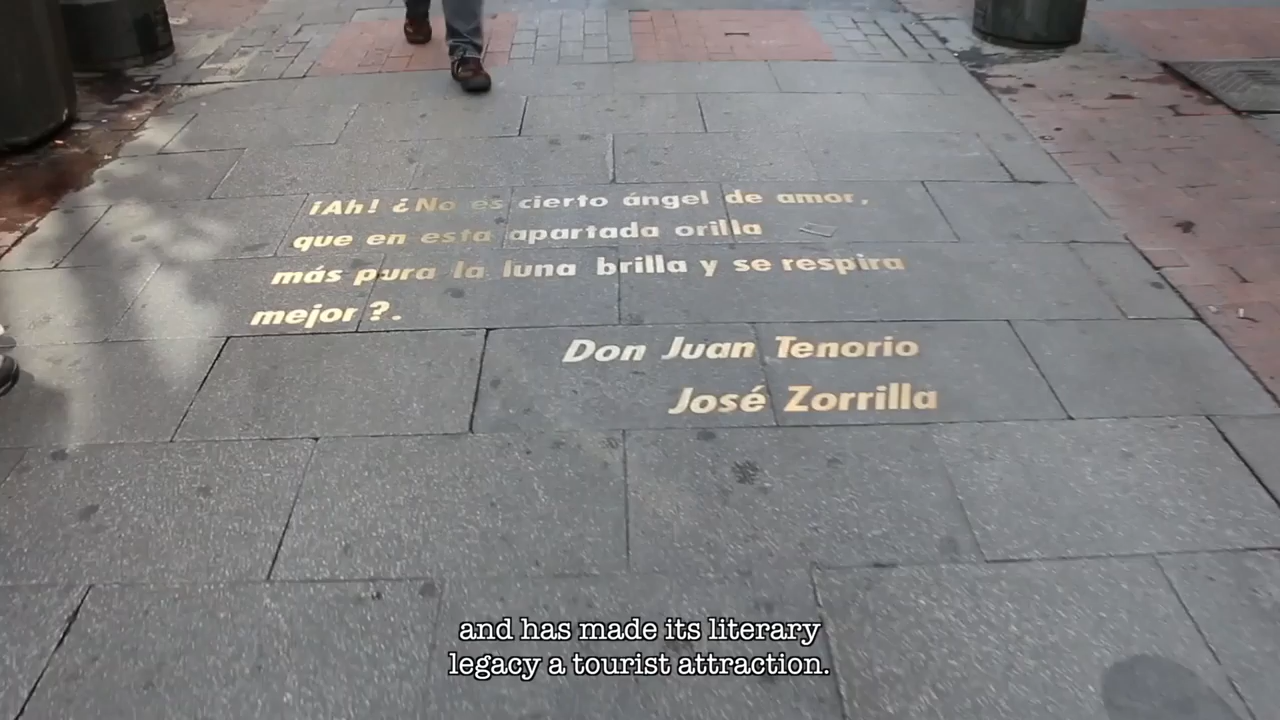 ¡Ah! ¿No es cierto ángel de amor,
que en esta apartada orilla
más pura la luna brilla y se respira
mejor ?.
Don Juan Tenorio
José Zorrilla
and has made its literary
legacy a tourist attraction.